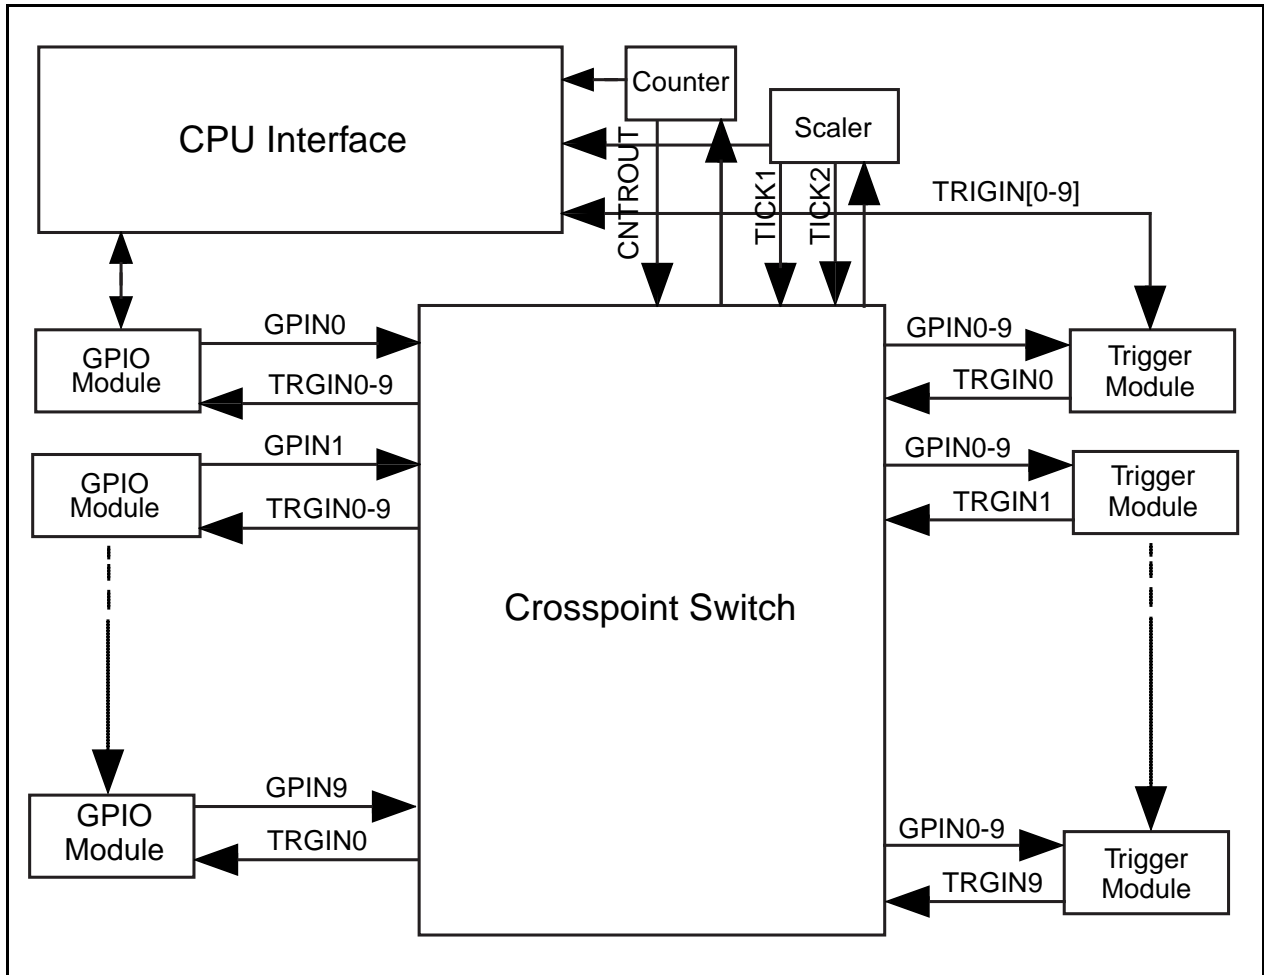 Counter
CPU Interface
Scaler
CNTROUT
TICK1
TICK2
TRIGIN[0-9]
GPIN0
GPIO
Module
TRGIN0-9
GPIN0-9
Trigger
Module
TRGIN0
GPIN1
GPIO
Module
TRGIN0-9
GPIN0-9
Trigger
Module
TRGIN1
Crosspoint Switch
GPIN9
GPIO
Module
TRGIN0
GPIN0-9
Trigger
Module
TRGIN9